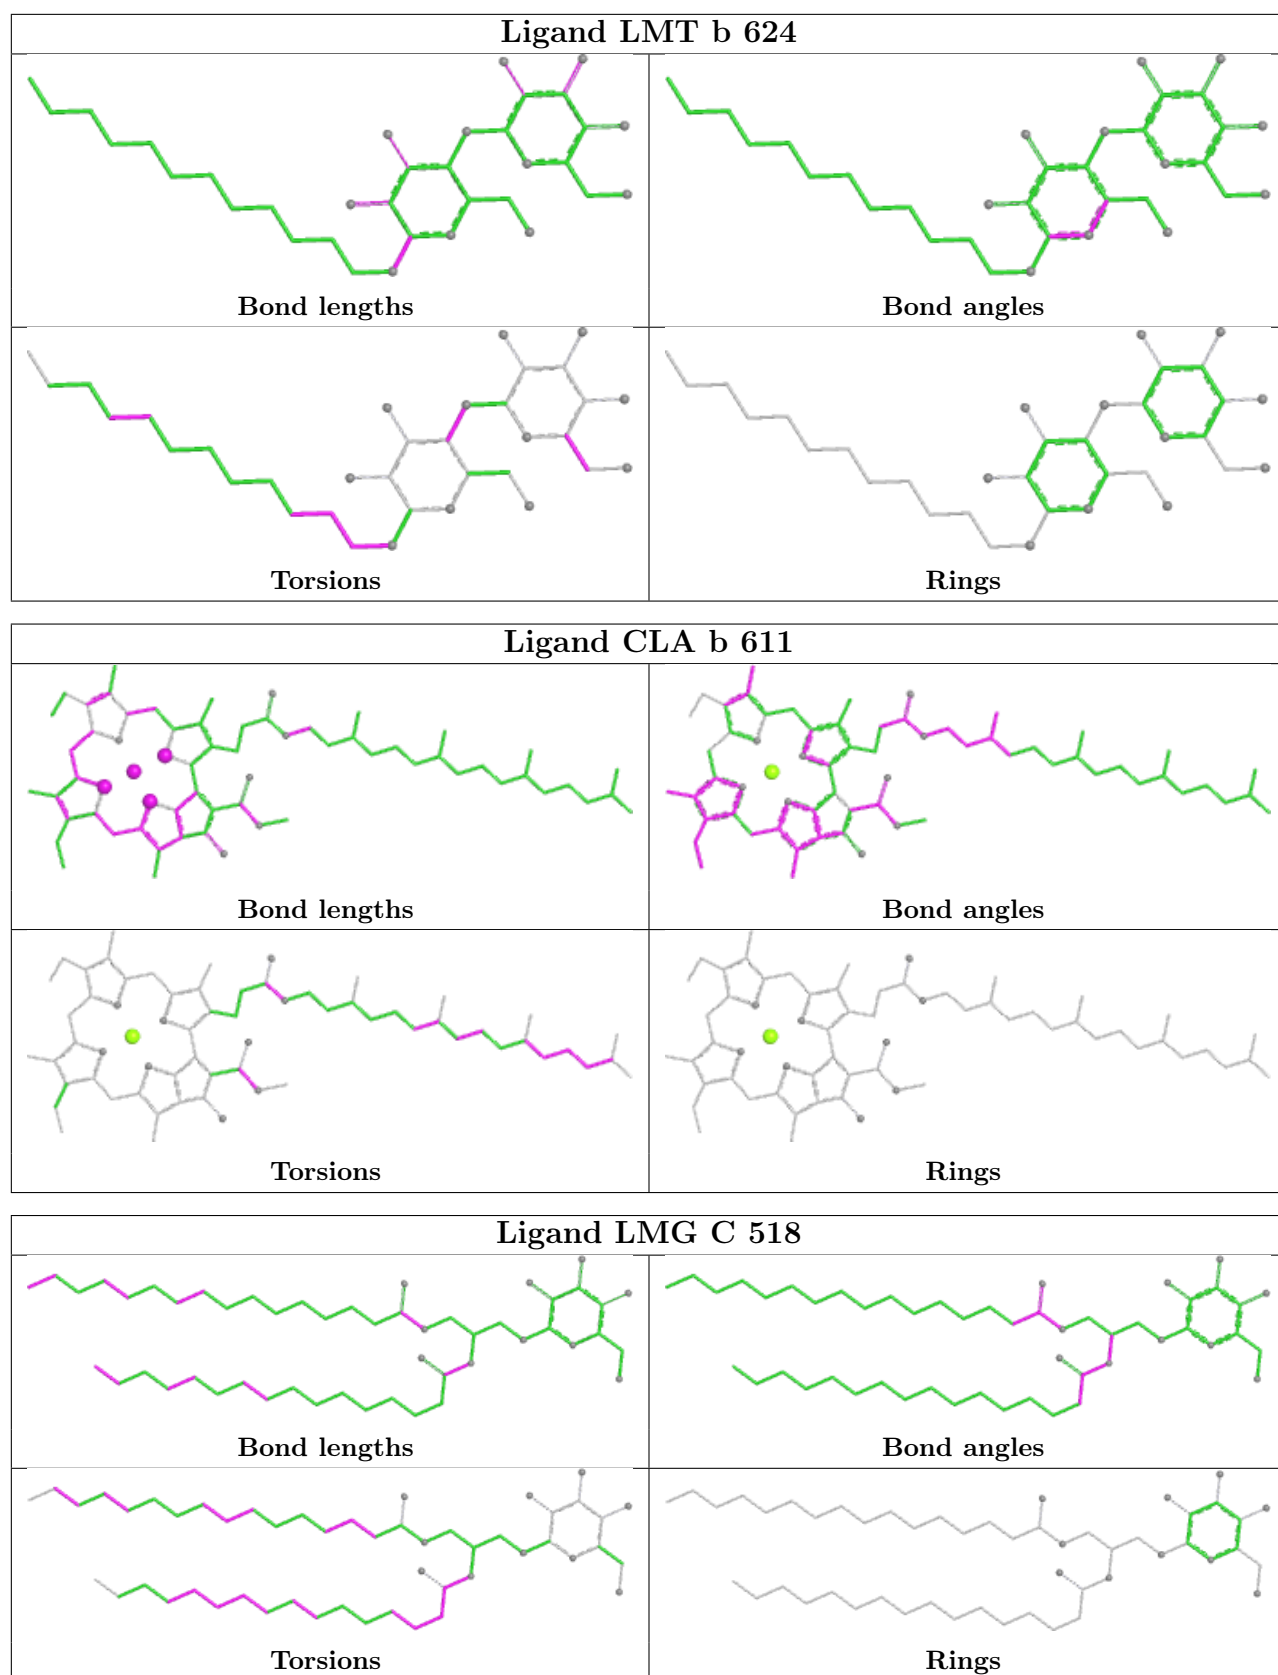 Ligand LMT b 624
Bond lengths
Bond angles
Torsions
Rings
Ligand CLA b 611
Bond lengths
Bond angles
Torsions
Rings
Ligand LMG C 518
Bond lengths
Bond angles
Torsions
Rings